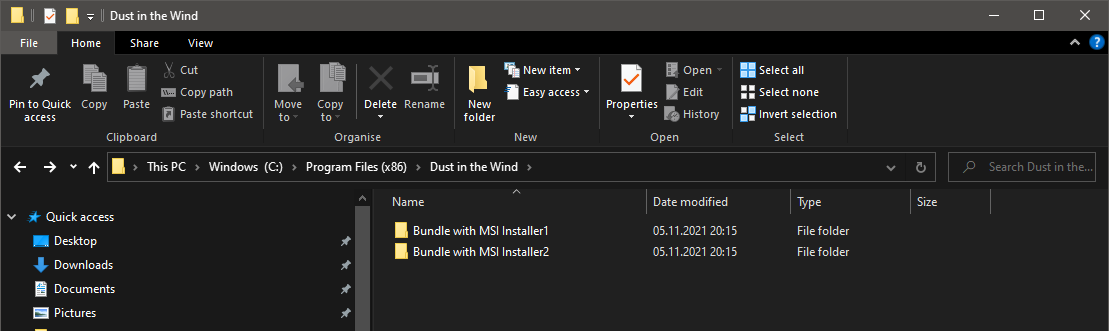 Dust in the Wind
File Home Share View
Pin to Quick access
Copy
Paste
Cut
Copy path
Paste shortcut
Clipboard
Move to
Copy to
Delete
Rename
Organise
New folder
New item
Easy access
New
Properties
Open
Edit
History
Open
Select all
Select none
Invert selection
Select
This PC > Windows (C:) > Program Files (x86) > Dust in the Wind >
Search Dust in the...
Quick access
Desktop
Downloads
Documents
Pictures
Name Date modified Type Size
Bundle with MSI Installer1 05.11.2021 20:15 File folder
Bundle with MSI Installer2 05.11.2021 20:15 File folder